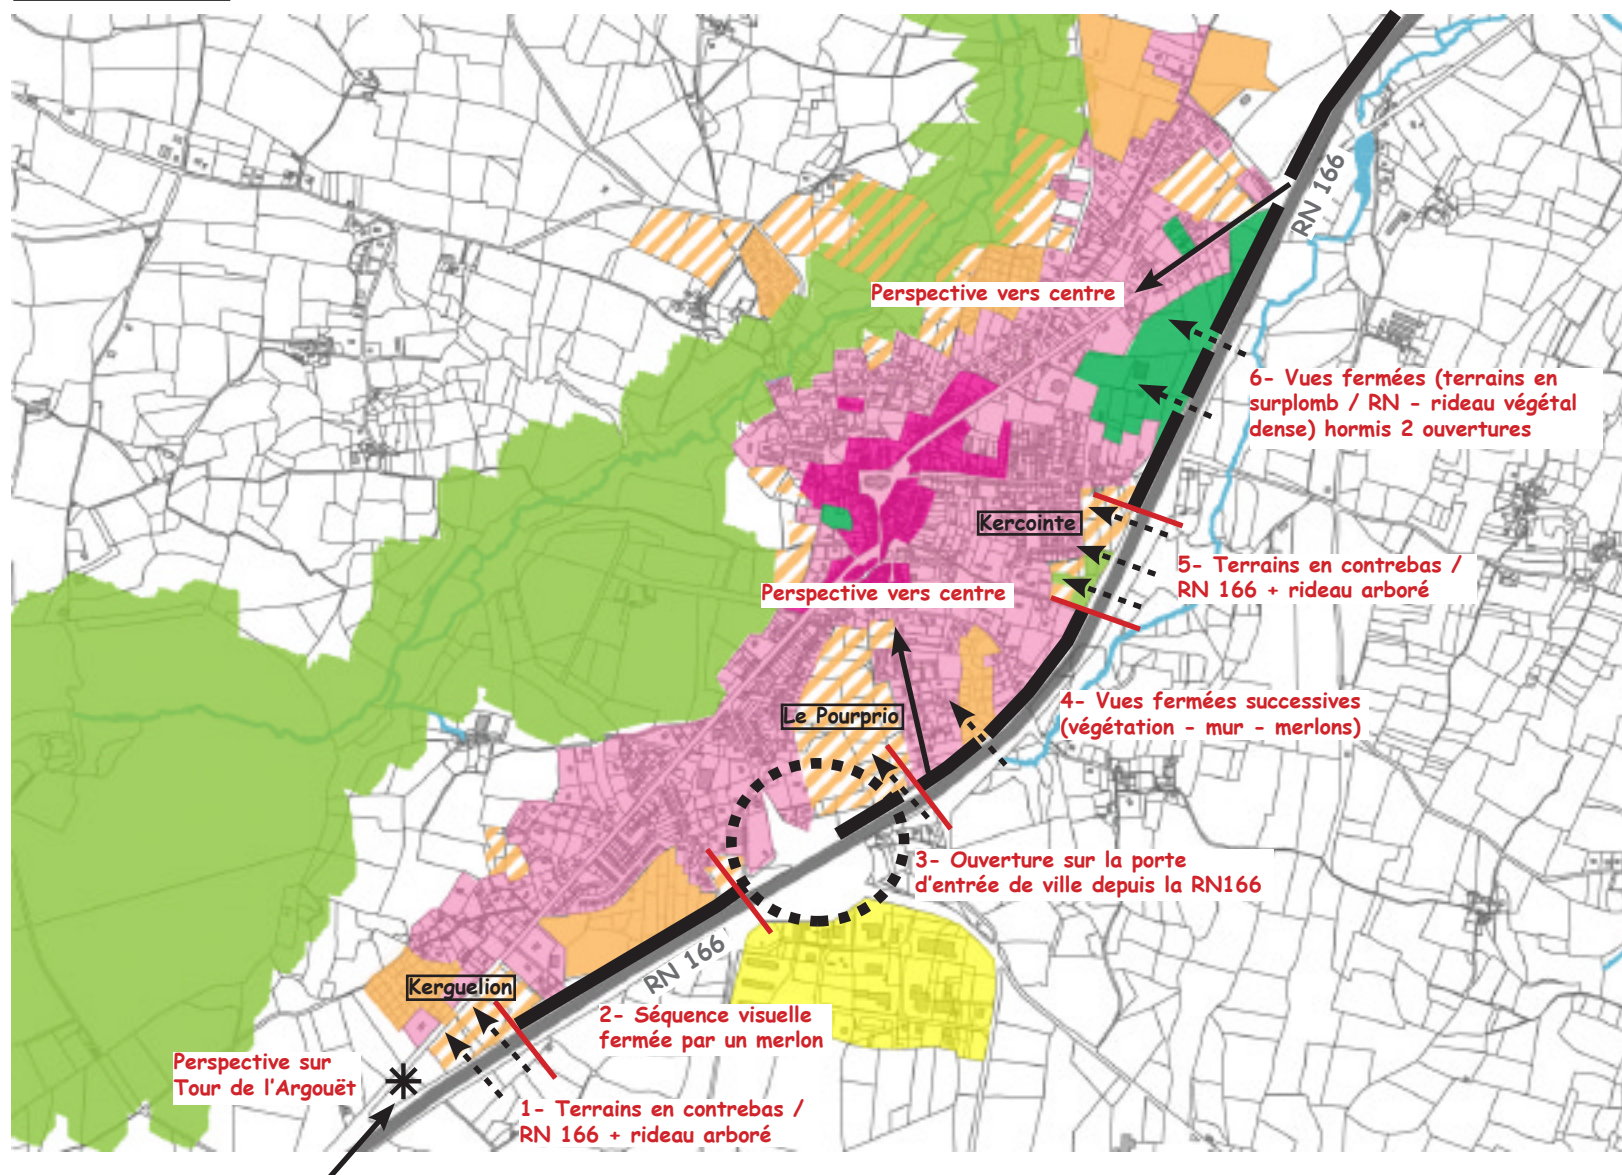 RN 166
Perspective vers centre
6- Vues fermées (terrains en
surplomb / RN - rideau végétal
dense) hormis 2 ouvertures
Kercointe
5- Terrains en contrebas /
RN 166 + rideau arboré
Perspective vers centre
4- Vues fermées successives
(végétation - mur - merlons)
Le Pourprio
3- Ouverture sur la porte
d'entrée de ville depuis la RN166
RN 166
Kerguelion
2- Séquence visuelle
fermée par un merlon
Perspective sur
Tour de l'Argouët
1- Terrains en contrebas /
RN 166 + rideau arboré